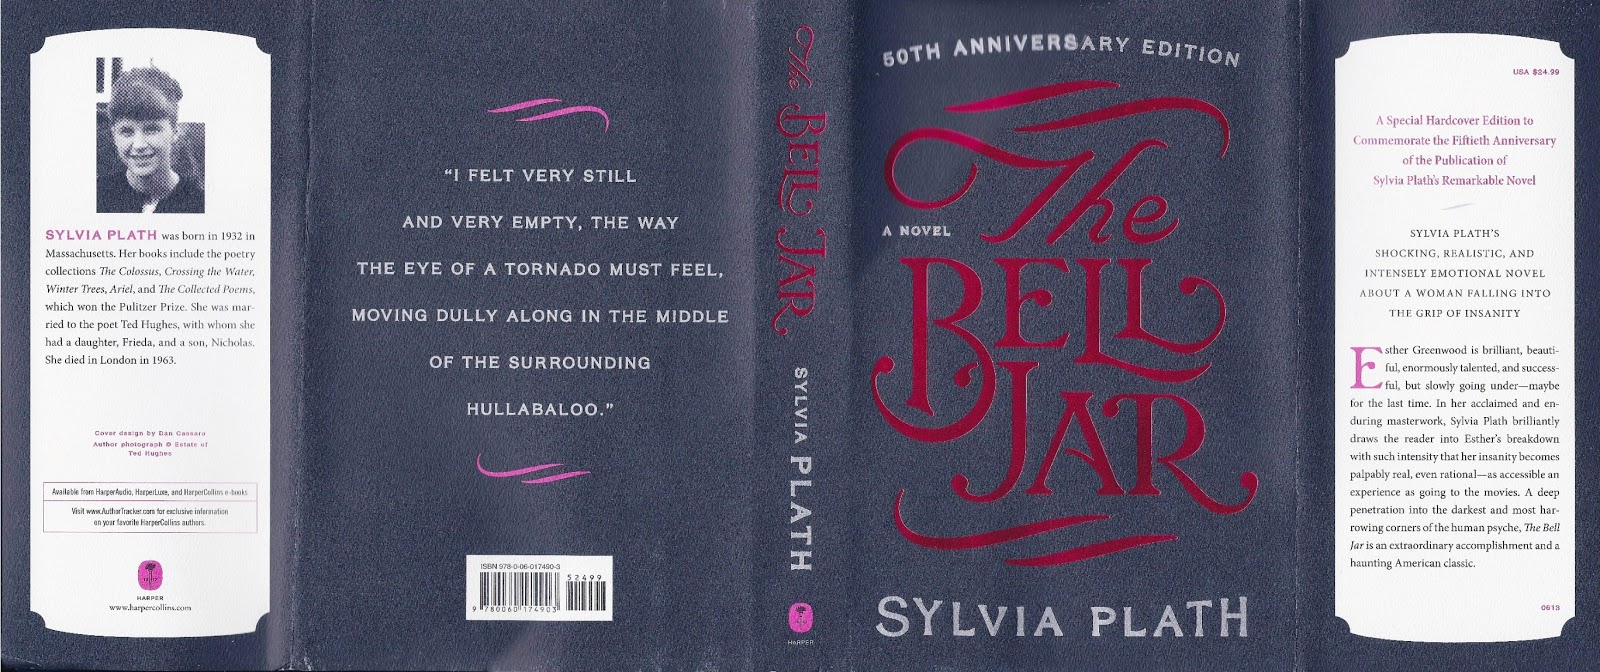 SYLVIA PLATH was born in 1932 in
Massachusetts. Her books include the poetry
collections The Colossus, Crossing the Water,
Winter Trees, Ariel, and The Collected Poems,
which won the Pulitzer Prize. She was mar-
ried to the poet Ted Hughes, with whom she
had a daughter, Frieda, and a son, Nicholas.
She died in London in 1963.
Cover design by Dan Cassaro
Author photograph © Estate of
Ted Hughes
Available from HarperAudio, HarperLuxe, and HarperCollins e-books
Visit www.AuthorTracker.com for exclusive information
on your favorite HarperCollins authors.
HARPER
www.harpercollins.com
“I FELT VERY STILL
AND VERY EMPTY, THE WAY
THE EYE OF A TORNADO MUST FEEL,
MOVING DULLY ALONG IN THE MIDDLE
OF THE SURROUNDING
HULLABALOO.”
ISBN 978-0-06-017490-3
52499
9 780060 174903
The BELL JAR
SYLVIA PLATH
HARPER
50TH ANNIVERSARY EDITION
The
A NOVEL
BELL
JAR
SYLVIA PLATH
USA $24.99
A Special Hardcover Edition to
Commemorate the Fiftieth Anniversary
of the Publication of
Sylvia Plath's Remarkable Novel
SYLVIA PLATH'S
SHOCKING, REALISTIC, AND
INTENSELY EMOTIONAL NOVEL
ABOUT A WOMAN FALLING INTO
THE GRIP OF INSANITY
Esther Greenwood is brilliant, beauti-
ful, enormously talented, and success-
ful, but slowly going under—maybe
for the last time. In her acclaimed and en-
during masterwork, Sylvia Plath brilliantly
draws the reader into Esther's breakdown
with such intensity that her insanity becomes
palpably real, even rational—as accessible an
experience as going to the movies. A deep
penetration into the darkest and most har-
rowing corners of the human psyche, The Bell
Jar is an extraordinary accomplishment and a
haunting American classic.
0613